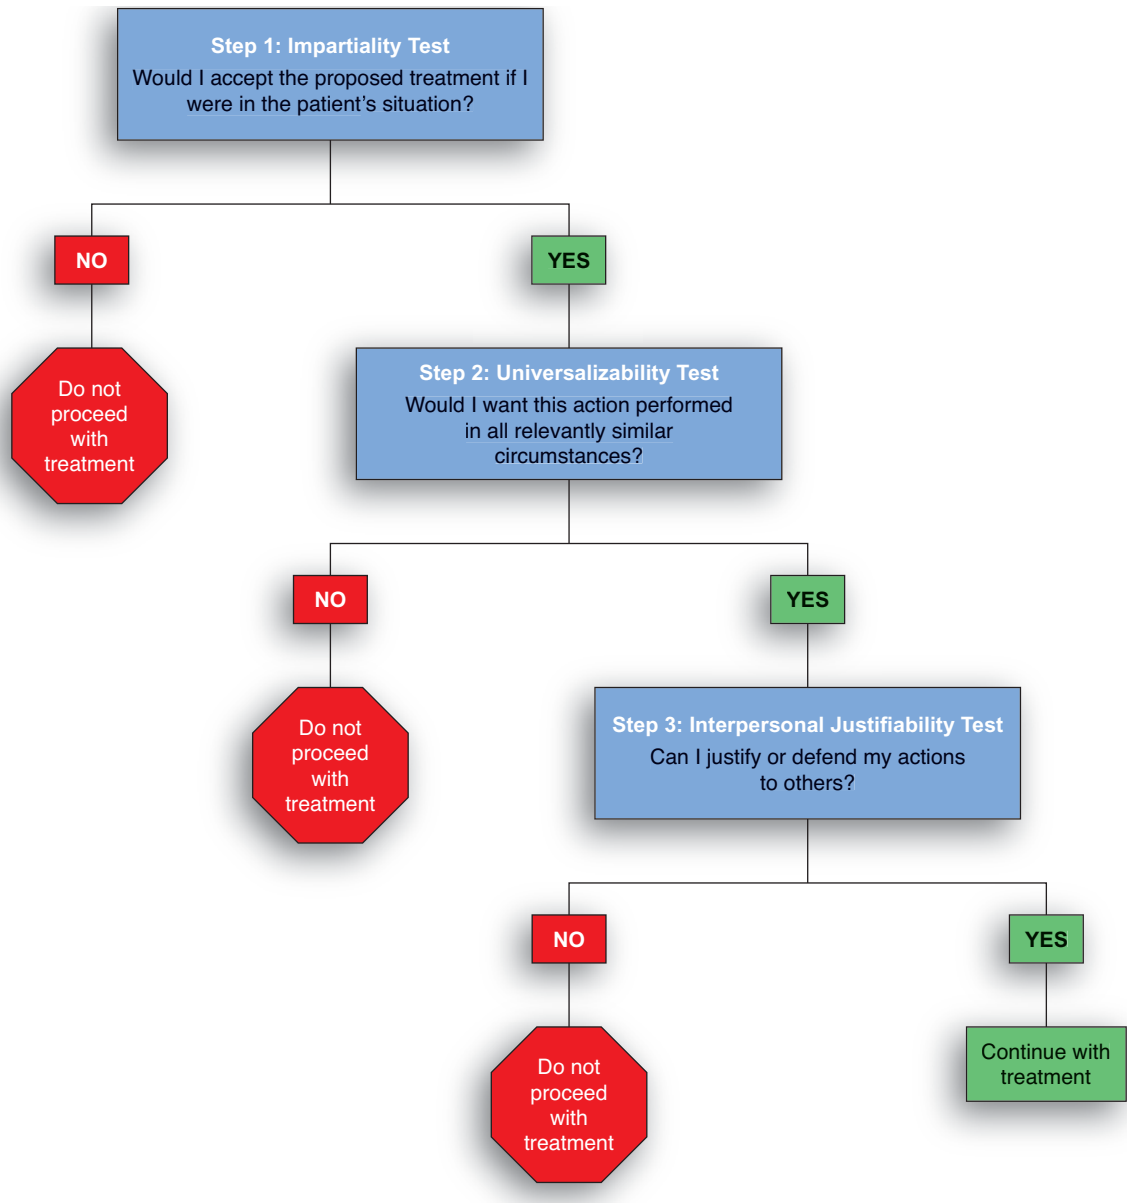 Step 1: Impartiality Test
Would I accept the proposed treatment if I
were in the patient's situation?
NO
YES
Do not
proceed
with
treatment
Step 2: Universalizability Test
Would I want this action performed
in all relevantly similar
circumstances?
NO
YES
Do not
proceed
with
treatment
Step 3: Interpersonal Justifiability Test
Can I justify or defend my actions
to others?
NO
YES
Do not
proceed
with
treatment
Continue with
treatment